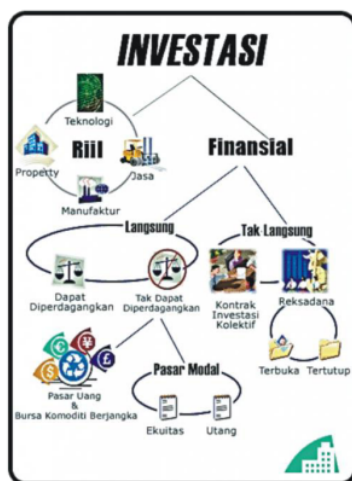 INVESTASI
Teknologi
Riil
Finansial
Property
Jasa
Manufaktur
Langsung
Tak Langsung
Dapat
Diperdagangkan
Tak Dapat
Diperdagangkan
Kontrak
Investasi
Kolektif
Reksadana
Terbuka
Tertutup
Pasar Modal
Pasar Uang
&
Bursa Komoditi Berjangka
Ekuitas
Utang